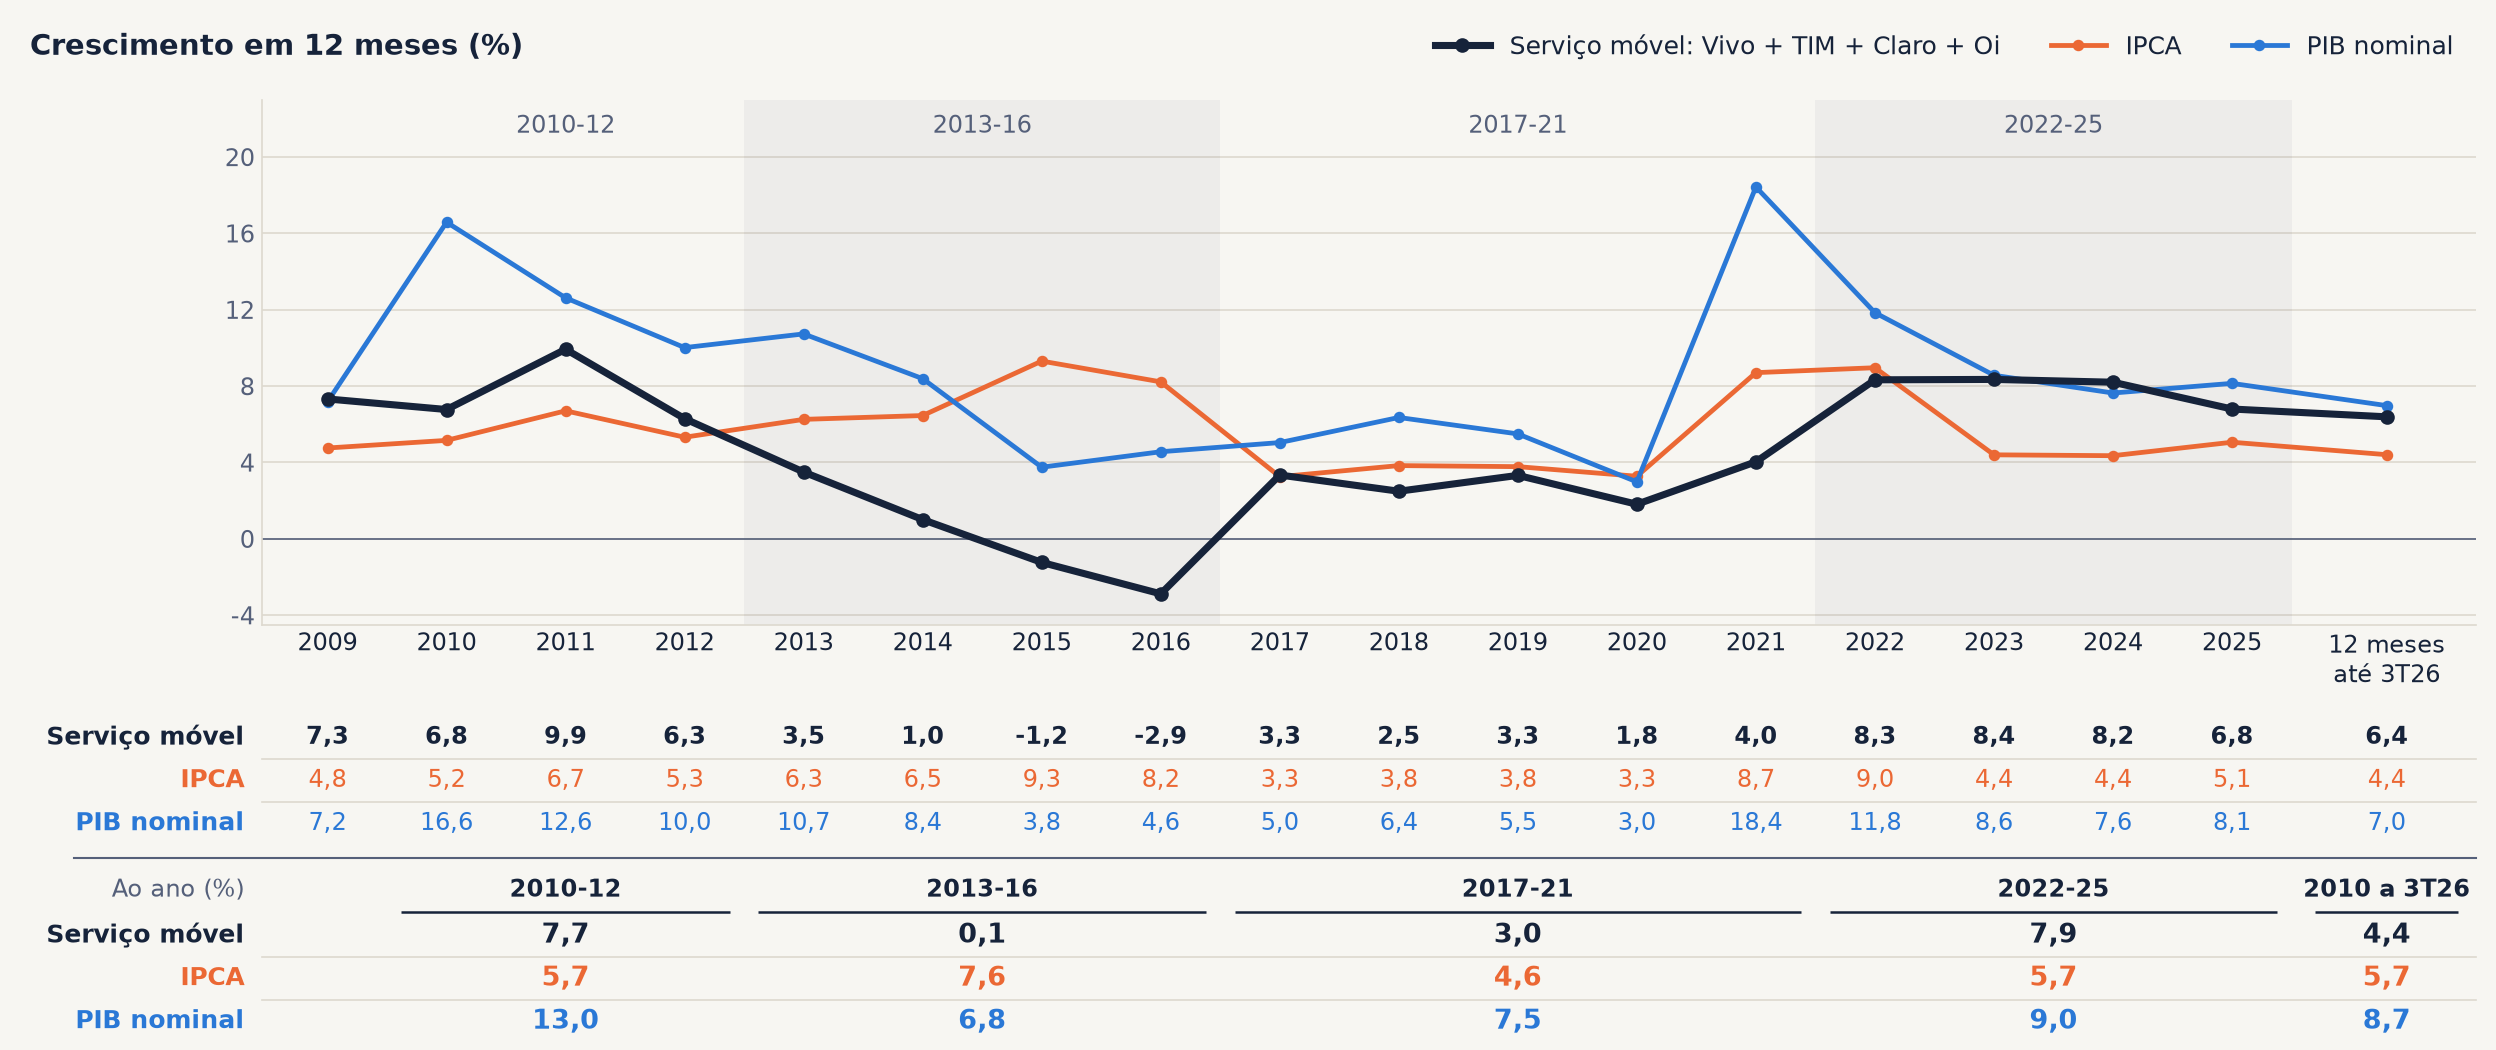 Crescimento em 12 meses (%)
Serviço móvel: Vivo + TIM + Claro + Oi IPCA PIB nominal
2010-12 2013-16 2017-21 2022-25
20
16
12
8
4
0
-4
2009 2010 2011 2012 2013 2014 2015 2016 2017 2018 2019 2020 2021 2022 2023 2024 2025 12 meses
até 3T26
Serviço móvel 7,3 6,8 9,9 6,3 3,5 1,0 -1,2 -2,9 3,3 2,5 3,3 1,8 4,0 8,3 8,4 8,2 6,8 6,4
IPCA 4,8 5,2 6,7 5,3 6,3 6,5 9,3 8,2 3,3 3,8 3,8 3,3 8,7 9,0 4,4 4,4 5,1 4,4
PIB nominal 7,2 16,6 12,6 10,0 10,7 8,4 3,8 4,6 5,0 6,4 5,5 3,0 18,4 11,8 8,6 7,6 8,1 7,0
Ao ano (%) 2010-12 2013-16 2017-21 2022-25 2010 a 3T26
Serviço móvel 7,7 0,1 3,0 7,9 4,4
IPCA 5,7 7,6 4,6 5,7 5,7
PIB nominal 13,0 6,8 7,5 9,0 8,7